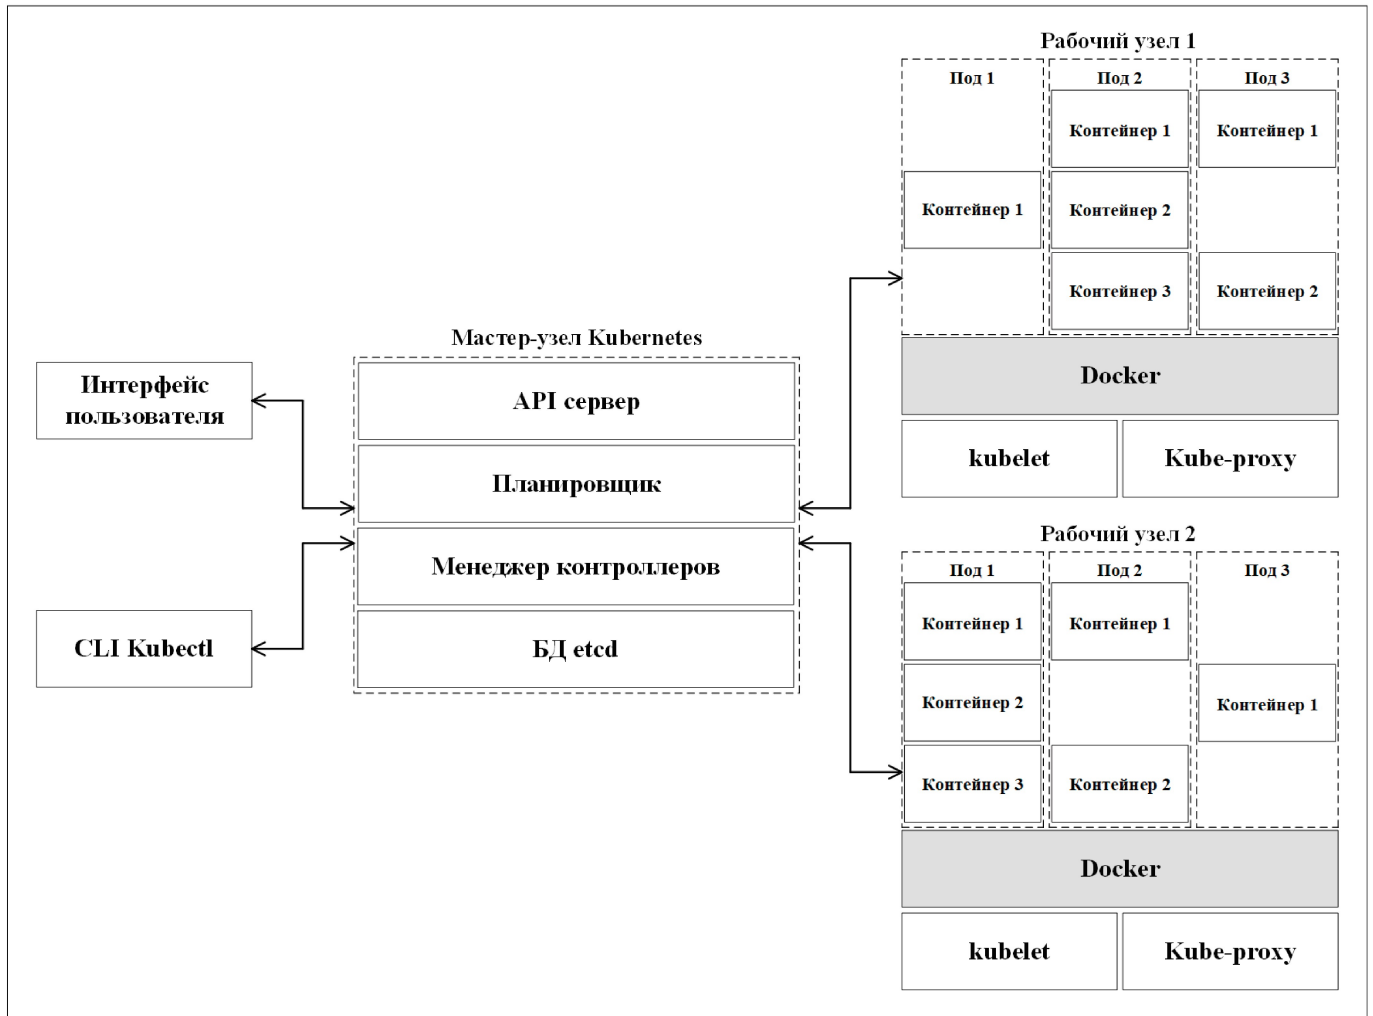 Рабочий узел 1
Под 1
Под 2
Под 3
Контейнер 1
Контейнер 1
Контейнер 1
Контейнер 2
Контейнер 3
Контейнер 2
Docker
kubelet
Kube-proxy
Мастер-узел Kubernetes
API сервер
Планировщик
Менеджер контроллеров
БД etcd
Интерфейс
пользователя
CLI Kubectl
Рабочий узел 2
Под 1
Под 2
Под 3
Контейнер 1
Контейнер 1
Контейнер 2
Контейнер 1
Контейнер 3
Контейнер 2
Docker
kubelet
Kube-proxy